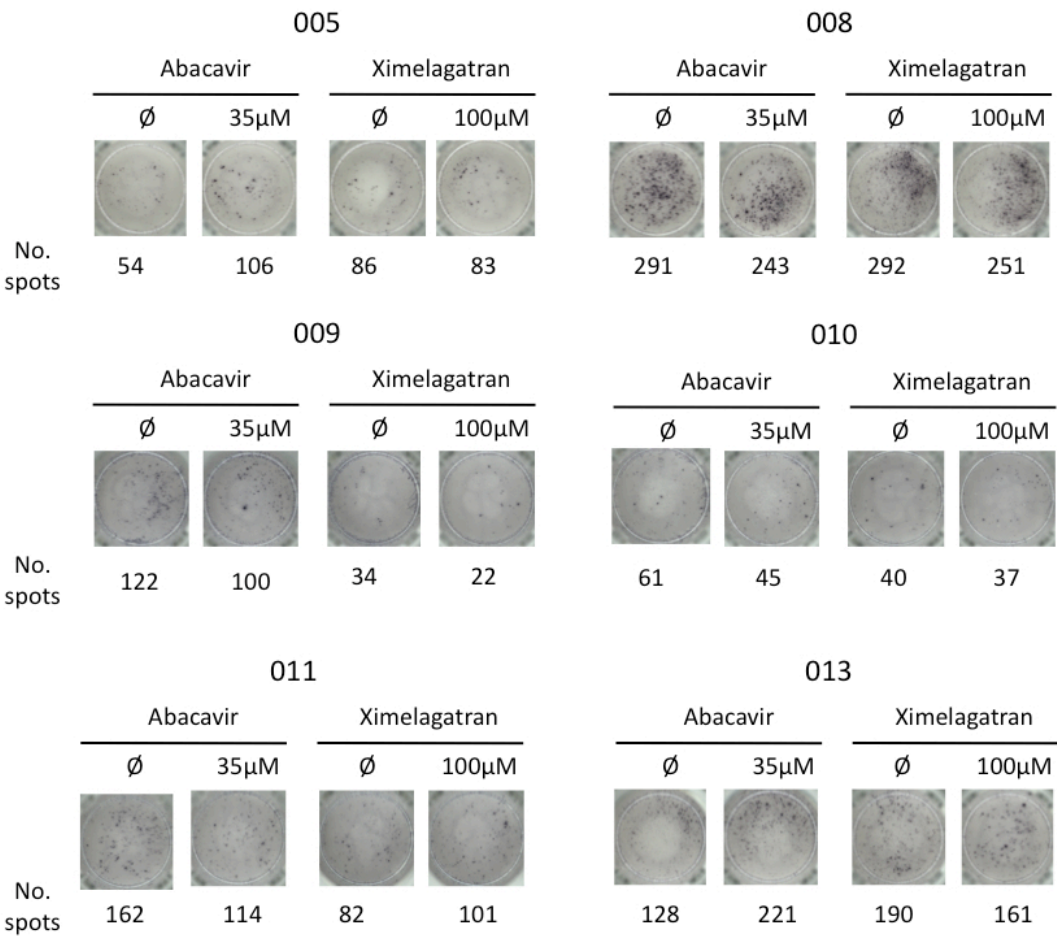 005
Abacavir Ximelagatran
Ø 35µM Ø 100µM
No. spots 54 106 86 83
008
Abacavir Ximelagatran
Ø 35µM Ø 100µM
291 243 292 251
009
Abacavir Ximelagatran
Ø 35µM Ø 100µM
No. spots 122 100 34 22
010
Abacavir Ximelagatran
Ø 35µM Ø 100µM
61 45 40 37
011
Abacavir Ximelagatran
Ø 35µM Ø 100µM
No. spots 162 114 82 101
013
Abacavir Ximelagatran
Ø 35µM Ø 100µM
128 221 190 161